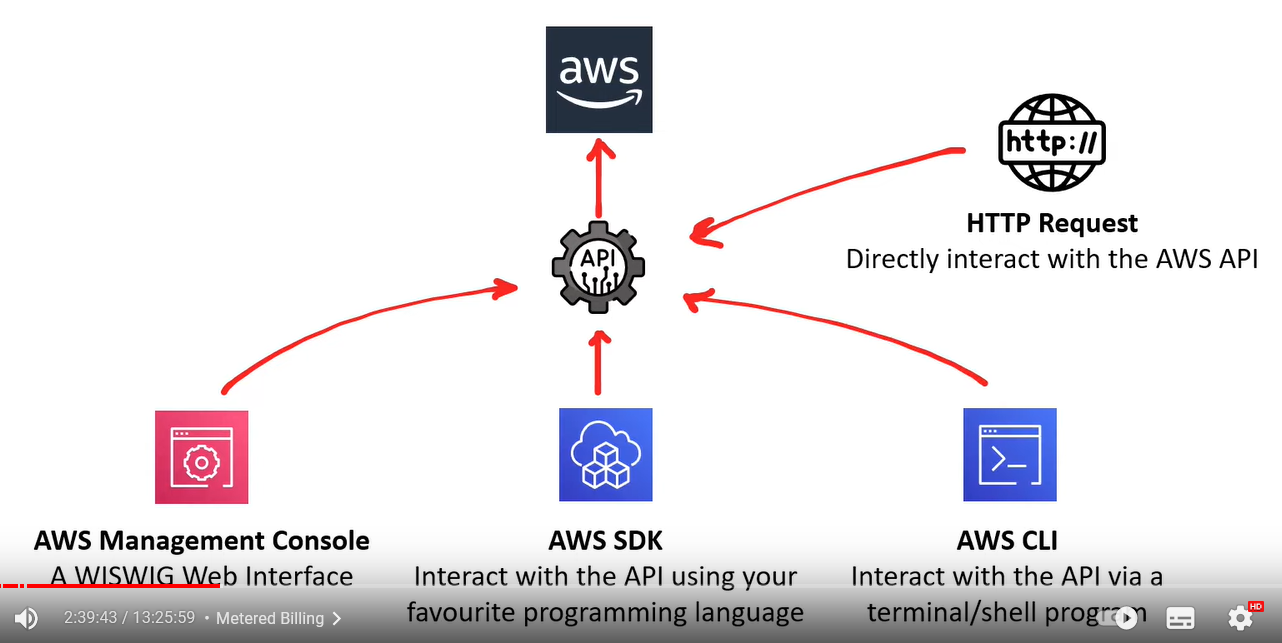 aws
http://
HTTP Request
Directly interact with the AWS API
API
AWS Management Console
A WISWIG Web Interface
AWS SDK
Interact with the API using your
favourite programming language
AWS CLI
Interact with the API via a
terminal/shell program
2:39:43 / 13:25:59 • Metered Billing
HD